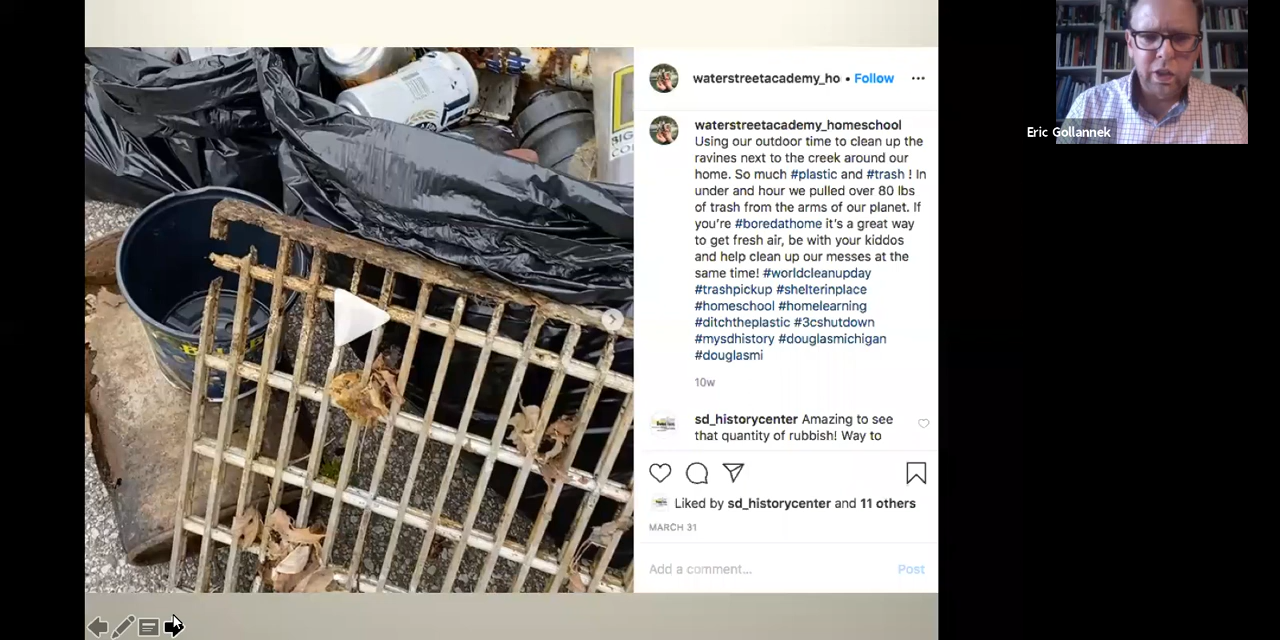 waterstreetacademy_ho • Follow
waterstreetacademy_homeschool
Using our outdoor time to clean up the
ravines next to the creek around our
home. So much #plastic and #trash ! In
under and hour we pulled over 80 lbs
of trash from the arms of our planet. If
you're #boredathome it's a great way
to get fresh air, be with your kiddos
and help clean up our messes at the
same time! #worldcleanupday
#trashpickup #shelterinplace
#homeschool #homelearning
#ditchtheplastic #3cshutdown
#mysdhistory #douglasmichigan
#douglasmi
10w
sd_historycenter Amazing to see
that quantity of rubbish! Way to
Liked by sd_historycenter and 11 others
MARCH 31
Add a comment... Post
Eric Gollannek